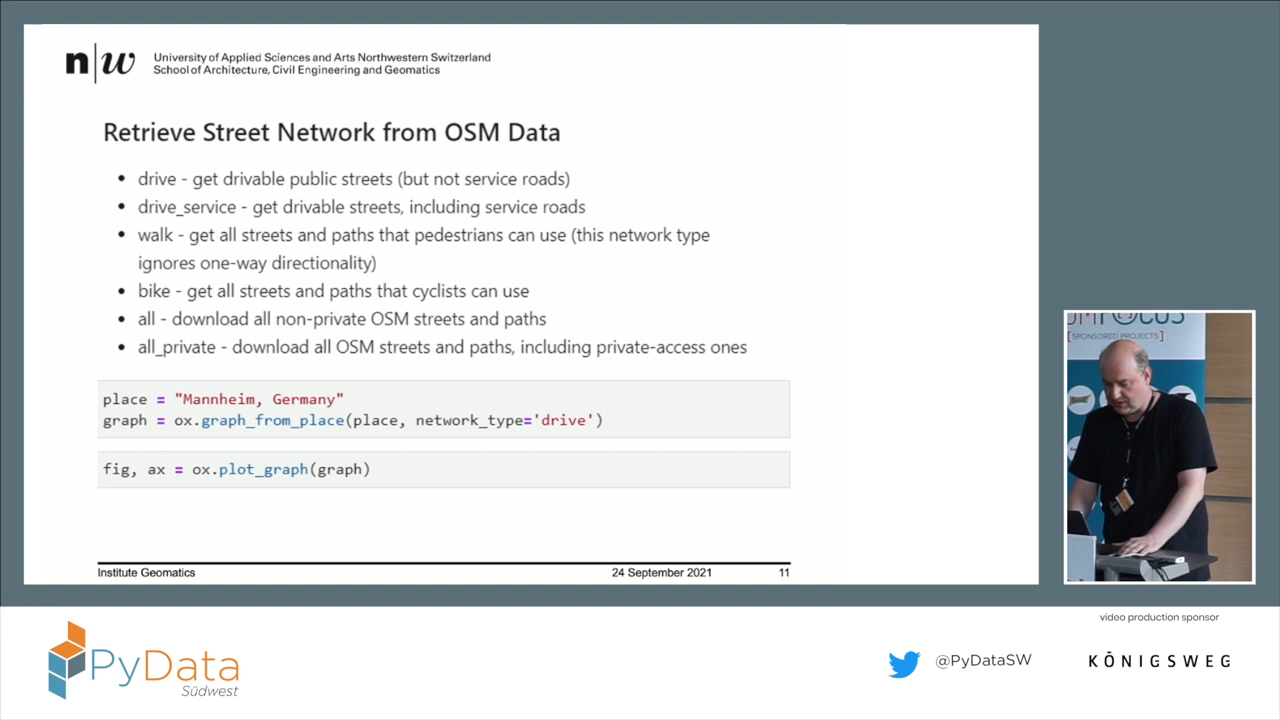 n|w
University of Applied Sciences and Arts Northwestern Switzerland
School of Architecture, Civil Engineering and Geomatics
Retrieve Street Network from OSM Data
• drive - get drivable public streets (but not service roads)
• drive_service - get drivable streets, including service roads
• walk - get all streets and paths that pedestrians can use (this network type
ignores one-way directionality)
• bike - get all streets and paths that cyclists can use
• all - download all non-private OSM streets and paths
• all_private - download all OSM streets and paths, including private-access ones
place = "Mannheim, Germany"
graph = ox.graph_from_place(place, network_type='drive')
fig, ax = ox.plot_graph(graph)
Institute Geomatics
24 September 2021
11
[SPONSORED PROJECTS]
PyData
Südwest
@PyDataSW
video production sponsor
KÖNIGSWEG